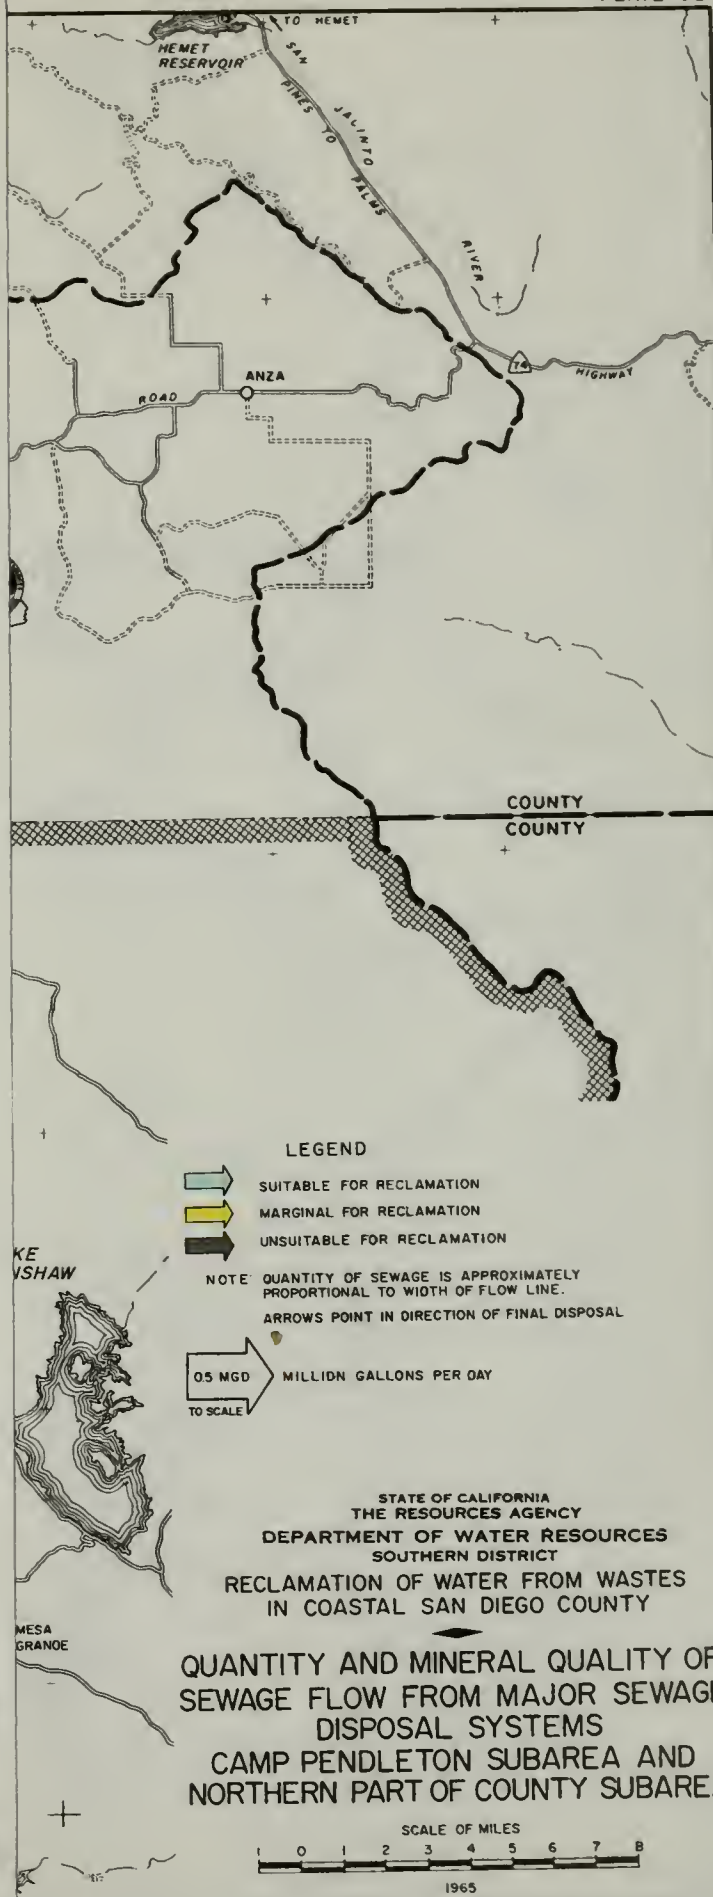 TO HEMET
HEMET
RESERVOIR
SAN
JACINTO
PINES TO
PALMS
RIVER
74
HIGHWAY
ANZA
ROAD
COUNTY
COUNTY
LEGEND
SUITABLE FOR RECLAMATION
MARGINAL FOR RECLAMATION
UNSUITABLE FOR RECLAMATION
NOTE QUANTITY OF SEWAGE IS APPROXIMATELY
PROPORTIONAL TO WIDTH OF FLOW LINE.
ARROWS POINT IN DIRECTION OF FINAL DISPOSAL
KE
NSHAW
0.5 MGD
MILLION GALLONS PER DAY
TO SCALE
STATE OF CALIFORNIA
THE RESOURCES AGENCY
DEPARTMENT OF WATER RESOURCES
SOUTHERN DISTRICT
RECLAMATION OF WATER FROM WASTES
IN COASTAL SAN DIEGO COUNTY
MESA
GRANDE
QUANTITY AND MINERAL QUALITY OF
SEWAGE FLOW FROM MAJOR SEWAGE
DISPOSAL SYSTEMS
CAMP PENDLETON SUBAREA AND
NORTHERN PART OF COUNTY SUBARE
SCALE OF MILES
1 0 1 2 3 4 5 6 7 8
1965